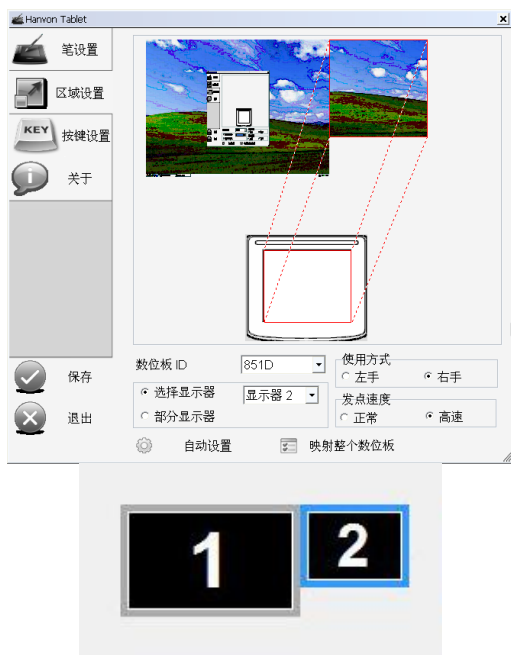 Hanvon Tablet
笔设置
区域设置
KEY 按键设置
关于
保存
退出
数位板 ID 851D
选择显示器 显示器 2
部分显示器
使用方式
左手 右手
发点速度
正常 高速
自动设置 映射整个数位板
1 2